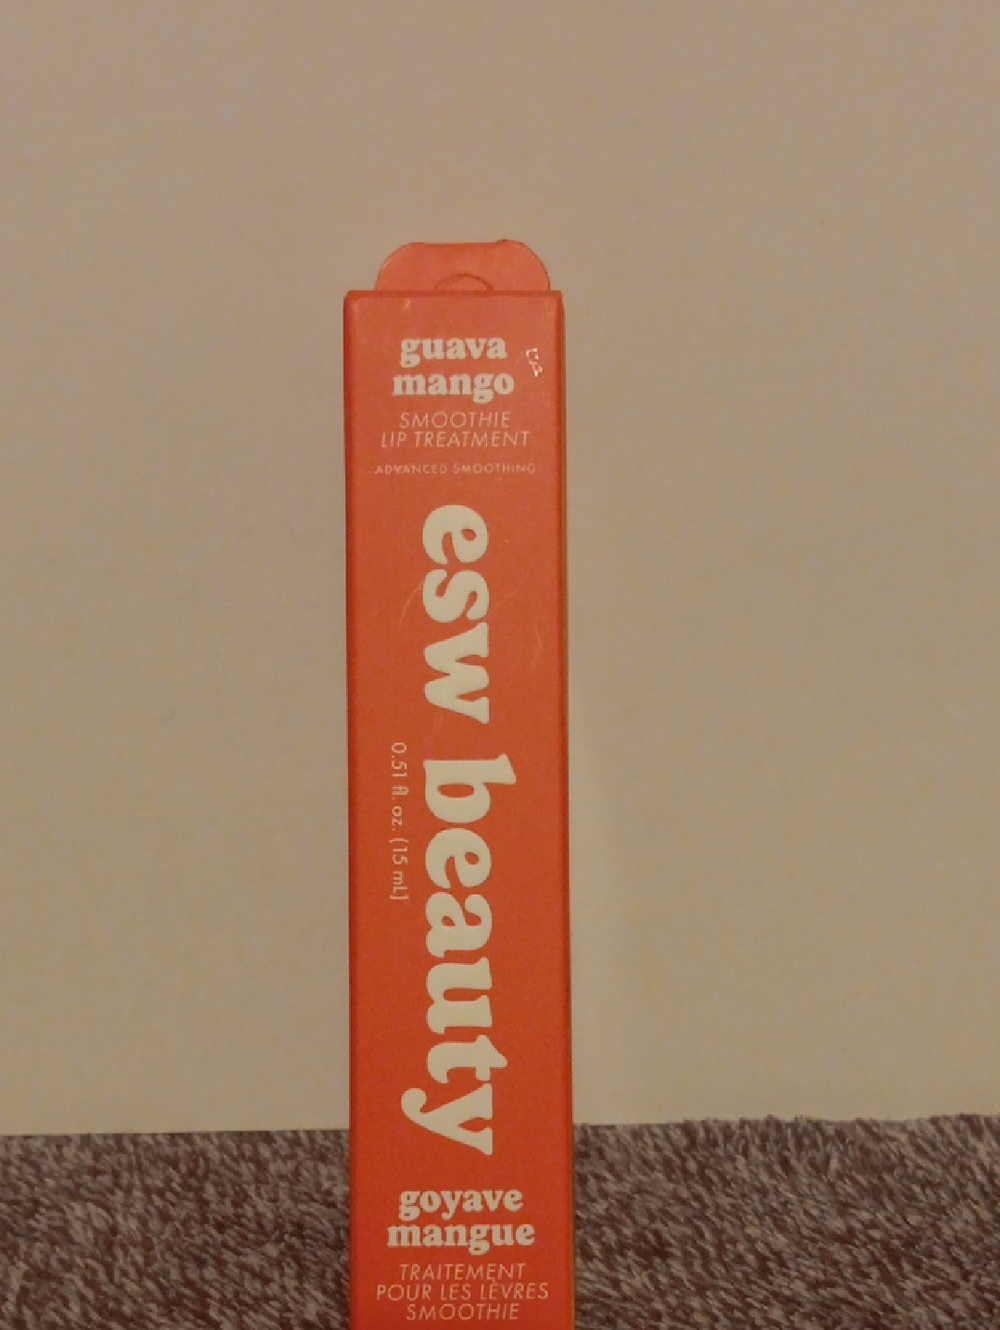 guava
mango
SMOOTHIE
LIP TREATMENT
ADVANCED SMOOTHING
esw beauty
0.51 fl. oz. (15 mL)
goyave
mangue
TRAITEMENT
POUR LES LÈVRES
SMOOTHIE